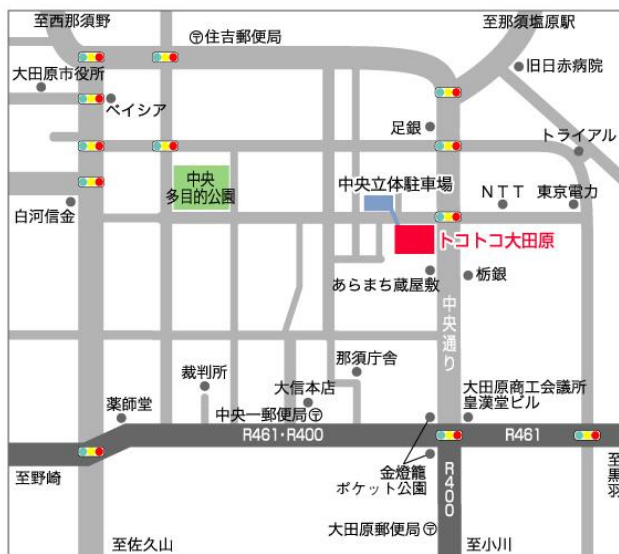 至西那須野
〒住吉郵便局
至那須塩原駅
大田原市役所
旧日赤病院
ベイシア
足銀
トライアル
中央
多目的公園
中央立体駐車場
NTT
東京電力
白河信金
トコトコ大田原
あらまち蔵屋敷
栃銀
中央通り
那須庁舎
裁判所
大信本店
大田原商工会議所
皇漢堂ビル
薬師堂
中央一郵便局〒
R461・R400
R461
至野崎
金燈籠
ポケット公園
R400
至黒羽
大田原郵便局〒
至佐久山
至小川